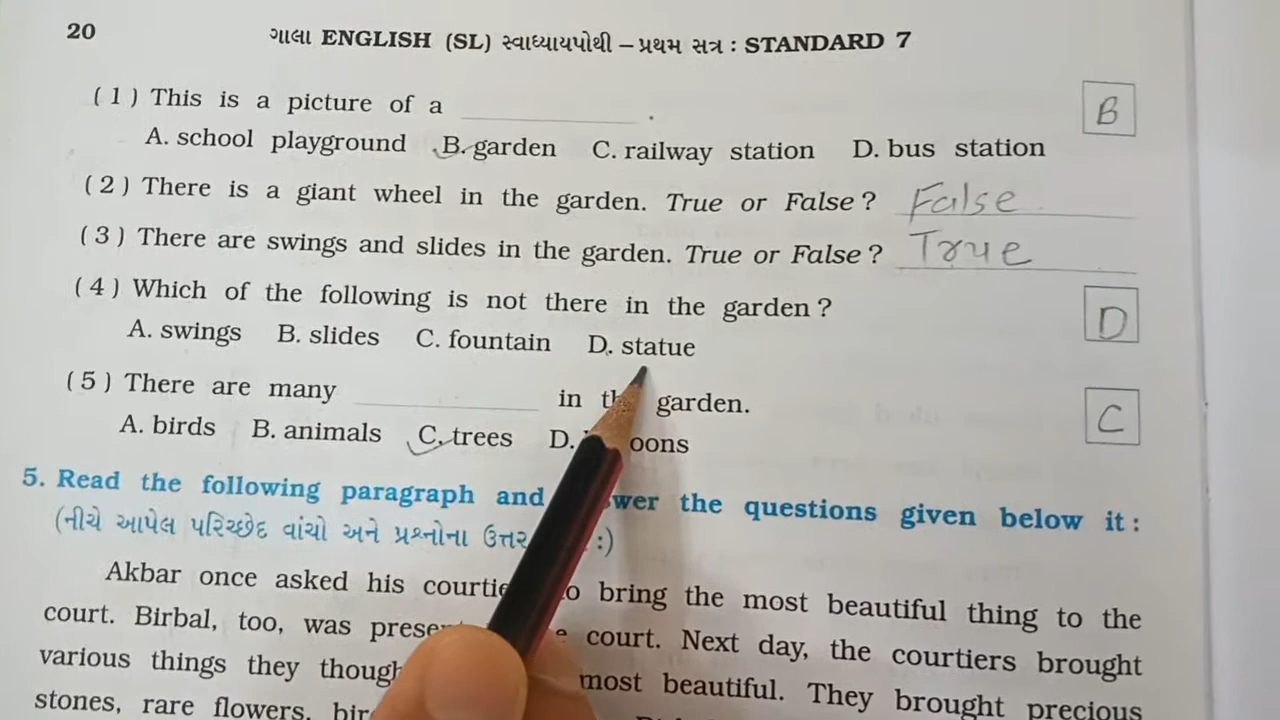 20 ગાલા ENGLISH (SL) સ્વાધ્યાયપોથી – પ્રથમ સત્ર : STANDARD 7
(1) This is a picture of a ________ . B
A. school playground B. garden C. railway station D. bus station
(2) There is a giant wheel in the garden. True or False? False
(3) There are swings and slides in the garden. True or False? True
(4) Which of the following is not there in the garden? D
A. swings B. slides C. fountain D. statue
(5) There are many ________ in garden. C
A. birds B. animals C. trees D.
5. Read the following paragraph and the questions given below it:
(નીચે આપેલ પરિચ્છેદ વાંચો અને પ્રશ્નોના ઉત્તર :)
Akbar once asked his bring the most beautiful thing to the
court. Birbal, too, was court. Next day, the courtiers brought
various things they most beautiful. They brought precious
stones, rare flowers,